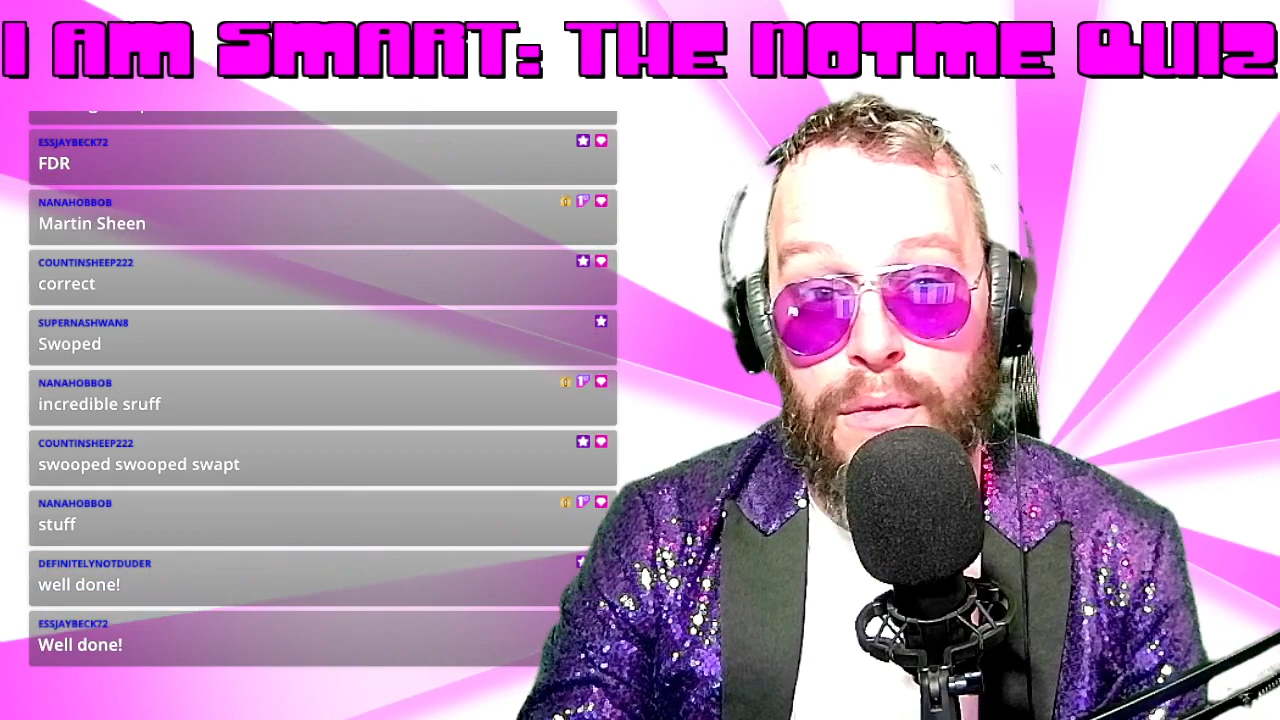 I AM SMART: THE NOTME QUIZ
ESSJAYBECK72
FDR
NANAHOBBOB
Martin Sheen
COUNTINSHEEP222
correct
SUPERNASHWAN8
Swoped
NANAHOBBOB
incredible sruff
COUNTINSHEEP222
swooped swooped swapt
NANAHOBBOB
stuff
DEFINITELYNOTDUDER
well done!
ESSJAYBECK72
Well done!